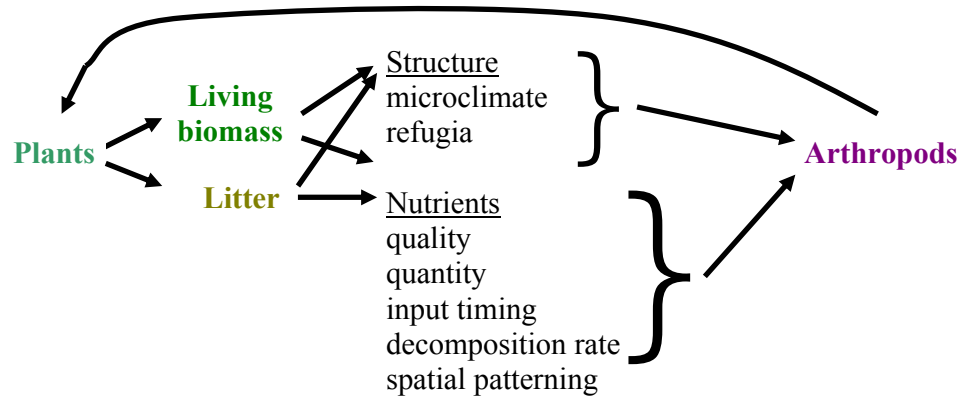 Plants
Living
biomass
Litter
Structure
microclimate
refugia
Nutrients
quality
quantity
input timing
decomposition rate
spatial patterning
Arthropods